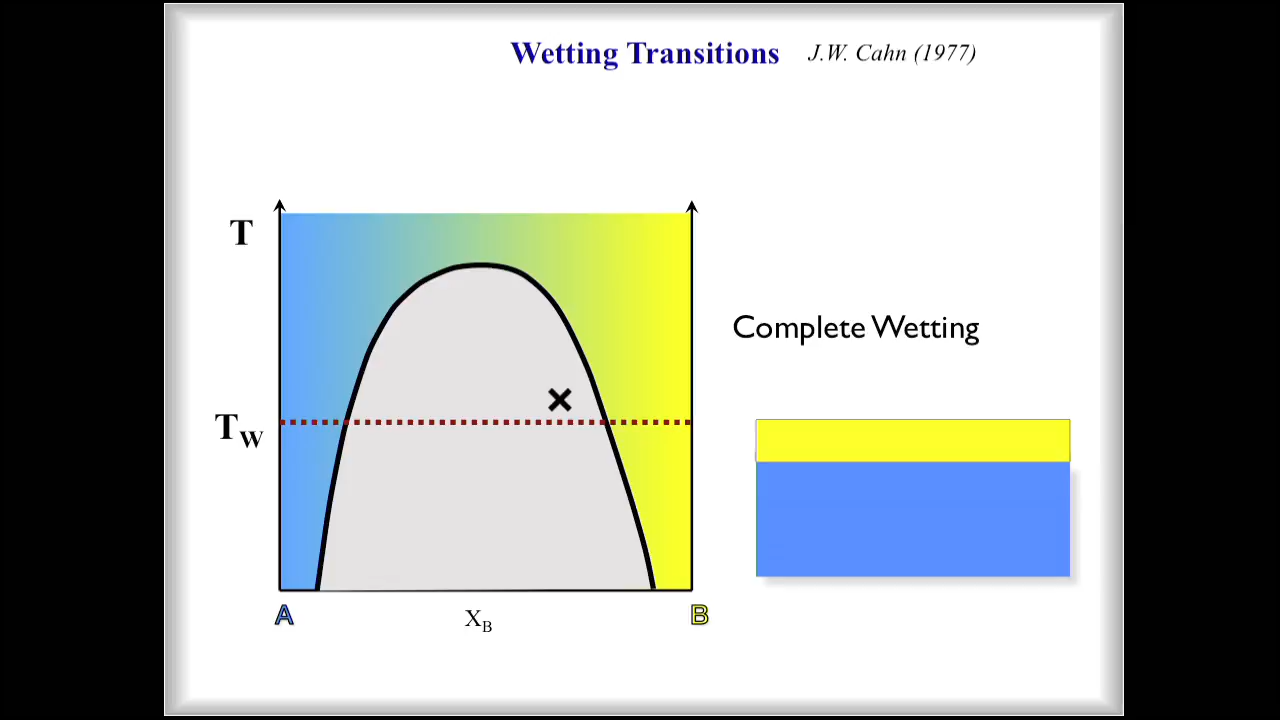 Wetting Transitions J.W. Cahn (1977)
T
Complete Wetting
TW
A XB B